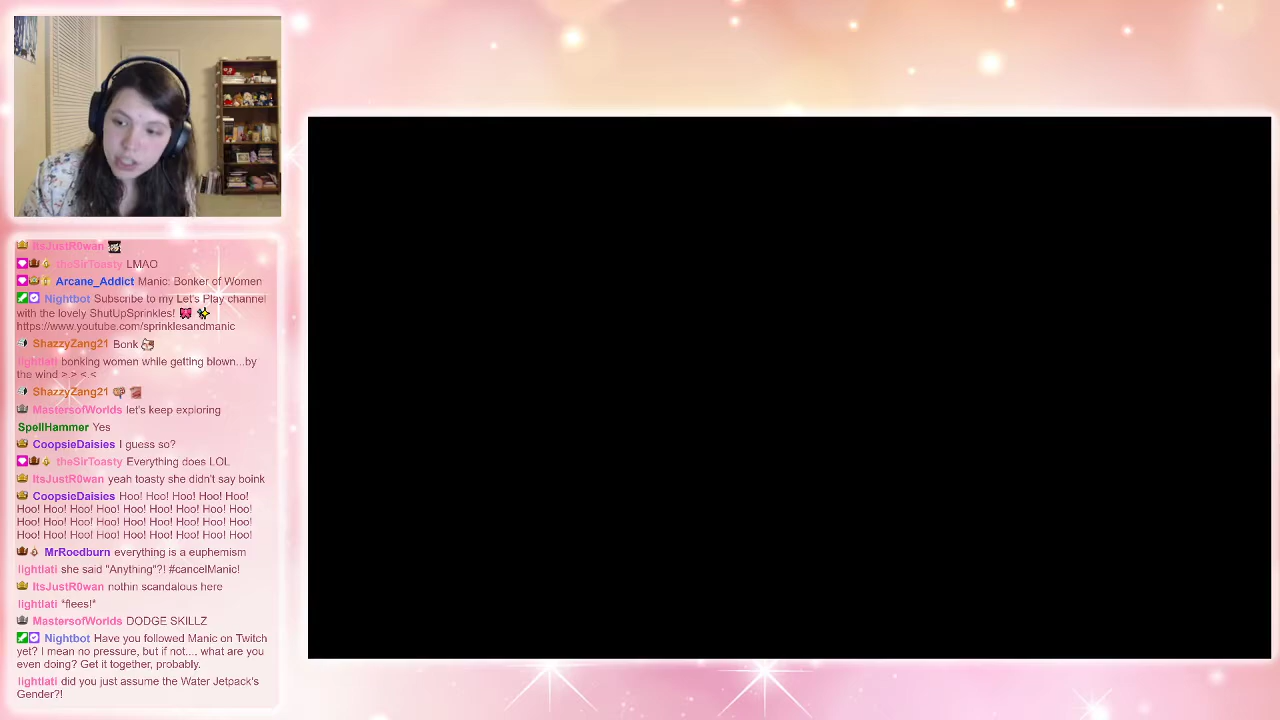 ItsJustR0wan
theSirToasty LMAO
Arcane_Addict Manic: Bonker of Women
Nightbot Subscribe to my Let's Play channel
with the lovely ShutUpSprinkles!
https://www.youtube.com/sprinklesandmanic
ShazzyZang21 Bonk
lightlati bonking women while getting blown...by
the wind >.> <.<
ShazzyZang21
MastersofWorlds let's keep exploring
SpellHammer Yes
CoopsieDaisies I guess so?
theSirToasty Everything does LOL
ItsJustR0wan yeah toasty she didn't say boink
CoopsieDaisies Hoo! Hoo! Hoo! Hoo! Hoo!
Hoo! Hoo! Hoo! Hoo! Hoo! Hoo! Hoo! Hoo! Hoo!
Hoo! Hoo! Hoo! Hoo! Hoo! Hoo! Hoo! Hoo! Hoo!
Hoo! Hoo! Hoo! Hoo! Hoo! Hoo! Hoo! Hoo! Hoo!
MrRoedburn everything is a euphemism
lightlati she said "Anything"?! #cancelManic!
ItsJustR0wan nothin scandalous here
lightlati *flees!*
MastersofWorlds DODGE SKILLZ
Nightbot Have you followed Manic on Twitch
yet? I mean no pressure, but if not..., what are you
even doing? Get it together, probably.
lightlati did you just assume the Water Jetpack's
Gender?!